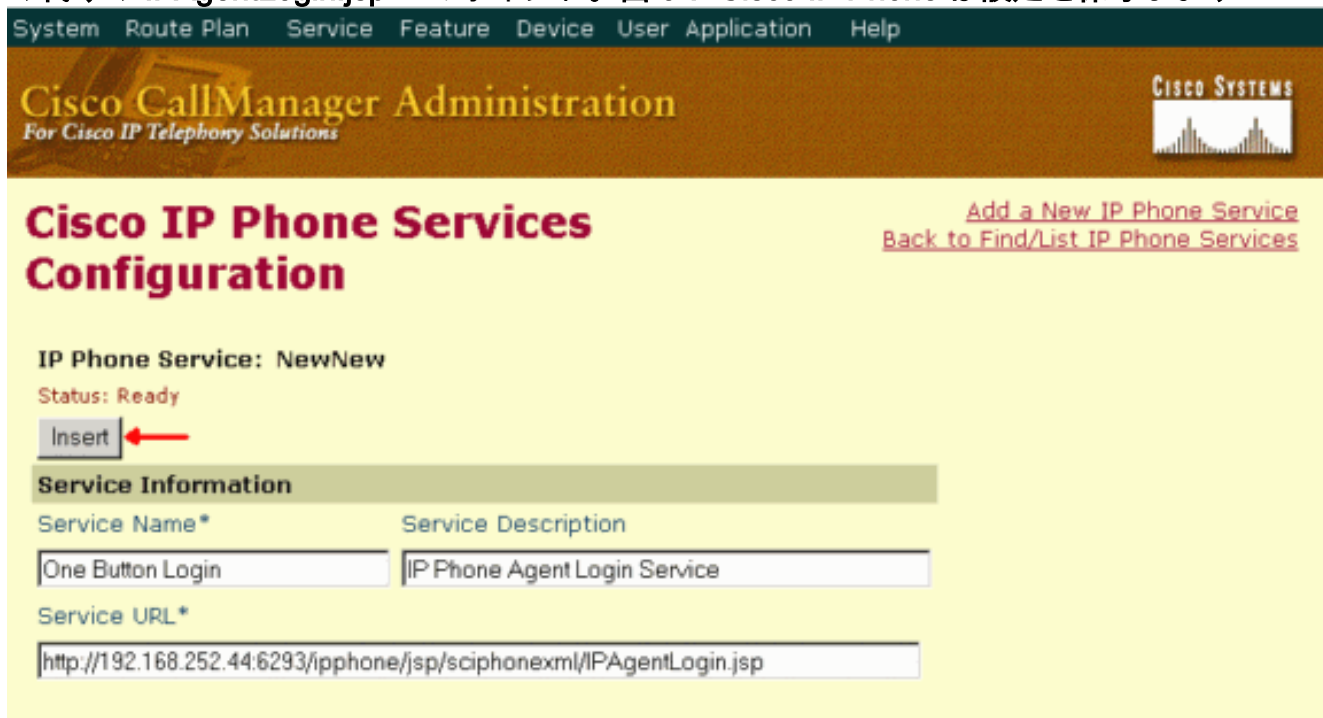 System Route Plan Service Feature Device User Application Help
Cisco CallManager Administration
For Cisco IP Telephony Solutions
CISCO SYSTEMS
Cisco IP Phone Services
Configuration
Add a New IP Phone Service
Back to Find/List IP Phone Services
IP Phone Service: NewNew
Status: Ready
Insert
Service Information
Service Name*
Service Description
One Button Login
IP Phone Agent Login Service
Service URL*
http://192.168.252.44:6293/ipphone/jsp/sciphonexml/IPAgentLogin.jsp